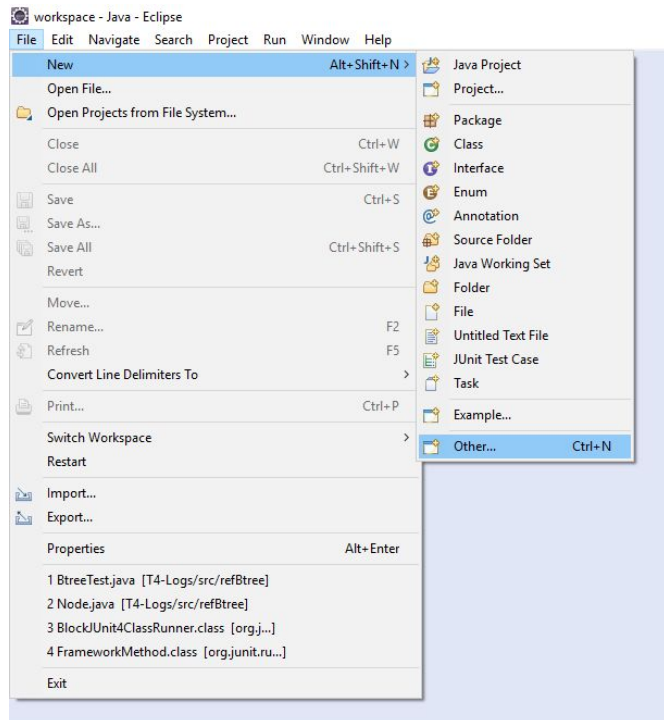 workspace - Java - Eclipse
File Edit Navigate Search Project Run Window Help
New Alt+Shift+N >
Open File...
Open Projects from File System...
Close Ctrl+W
Close All Ctrl+Shift+W
Save Ctrl+S
Save As...
Save All Ctrl+Shift+S
Revert
Move...
Rename... F2
Refresh F5
Convert Line Delimiters To >
Print... Ctrl+P
Switch Workspace >
Restart
Import...
Export...
Properties Alt+Enter
1 BtreeTest.java [T4-Logs/src/refBtree]
2 Node.java [T4-Logs/src/refBtree]
3 BlockJUnit4ClassRunner.class [org.j...]
4 FrameworkMethod.class [org.junit.ru...]
Exit
Java Project
Project...
Package
Class
Interface
Enum
Annotation
Source Folder
Java Working Set
Folder
File
Untitled Text File
JUnit Test Case
Task
Example...
Other... Ctrl+N